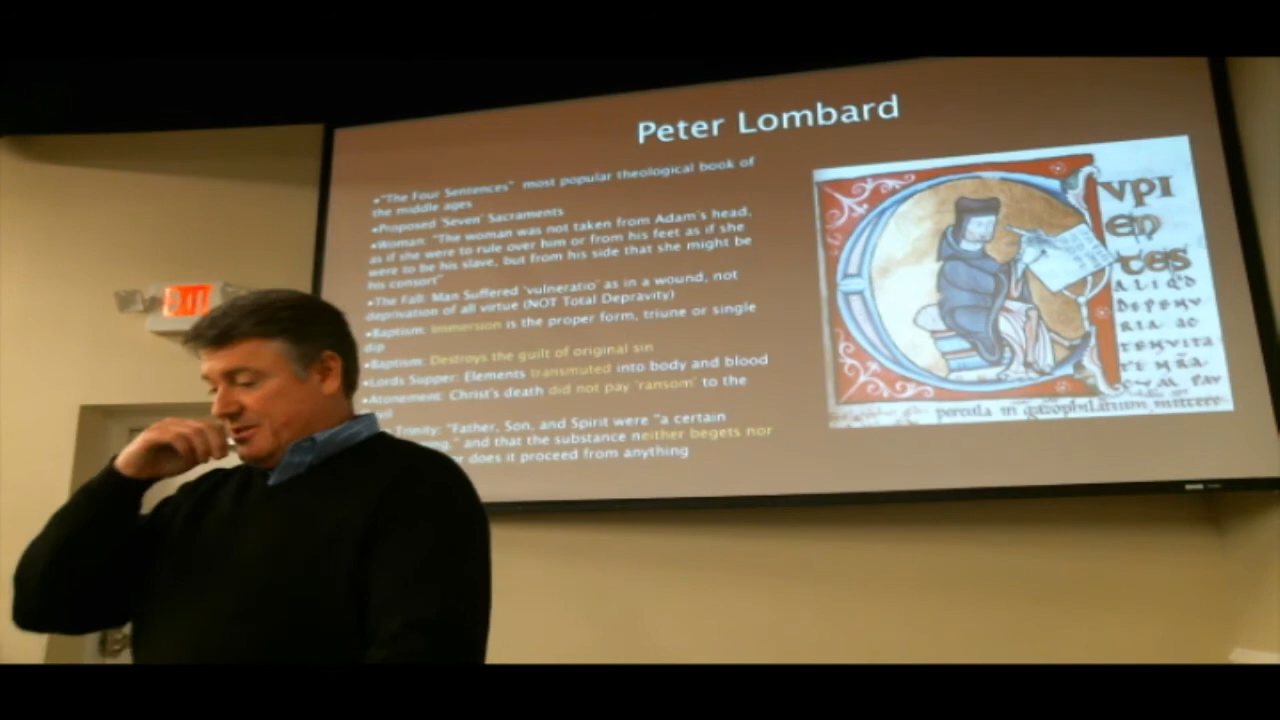 EXIT
Peter Lombard
•"The Four Sentences" most popular theological book of
the middle ages
•Proposed 'Seven' Sacraments
•Woman: "The woman was not taken from Adam's head,
as if she were to rule over him or from his feet as if she
were to be his slave, but from his side that she might be
his consort"
•The Fall: Man Suffered 'vulneratio' as in a wound, not
deprivation of all virtue (NOT Total Depravity)
•Baptism: Immersion is the proper form, triune or single
dip
•Baptism: Destroys the guilt of original sin
•Lords Supper: Elements transmuted into body and blood
•Atonement: Christ's death did not pay 'ransom' to the
Trinity: "Father, Son, and Spirit were "a certain
and that the substance neither begets nor
does it proceed from anything
VPI
EN
TES
ALIQD